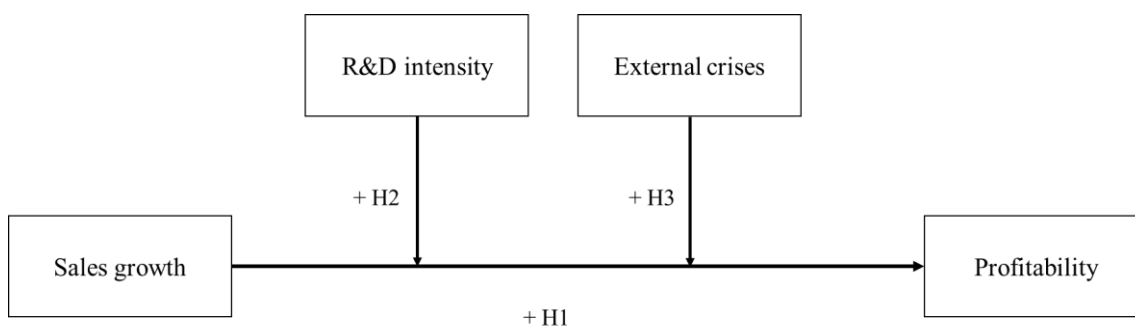 R&D intensity
External crises
+ H2
+ H3
Sales growth
Profitability
+ H1